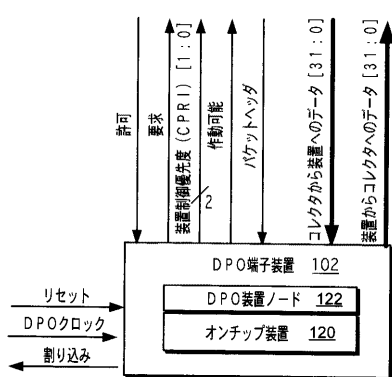 許可
要求
装置制御優先度（CPRI）[1:0]
2
作動可能
パケットヘッダ
コレクタから装置へのデータ [31:0]
装置からコレクタへのデータ [31:0]
DPO端子装置 102
DPO装置ノード 122
オンチップ装置 120
リセット
DPOクロック
割り込み